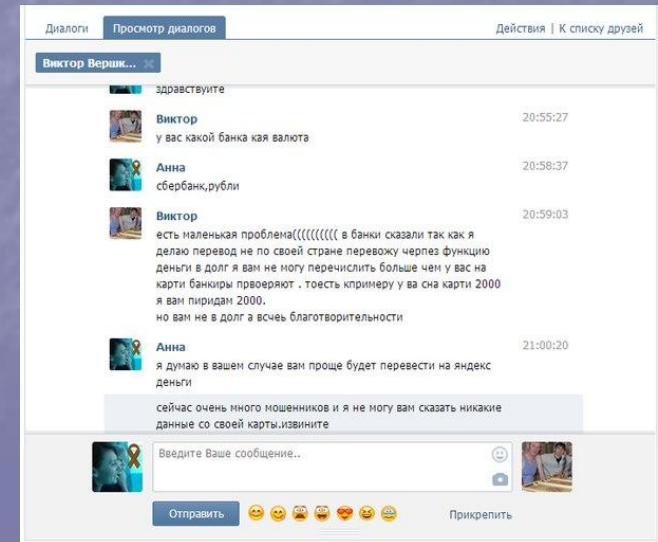 Диалоги Просмотр диалогов Действия | К списку друзей
Виктор Вершк...
здравствуйте
Виктор 20:55:27
у вас какой банка кая валюта
Анна 20:58:37
сбербанк,рубли
Виктор 20:59:03
есть маленькая проблема(((((((((( в банки сказали так как я
делаю перевод не по своей стране перевожу черпез функцию
деньги в долг я вам не могу перечислить больше чем у вас на
карти банкиры првоеряют . тоесть кпримеру у ва сна карти 2000
я вам пиридам 2000.
но вам не в долг а всчеь благотворительности
Анна 21:00:20
я думаю в вашем случае вам проще будет перевести на яндекс
деньги
сейчас очень много мошенников и я не могу вам сказать никакие
данные со своей карты.извините
Введите Ваше сообщение..
Отправить Прикрепить